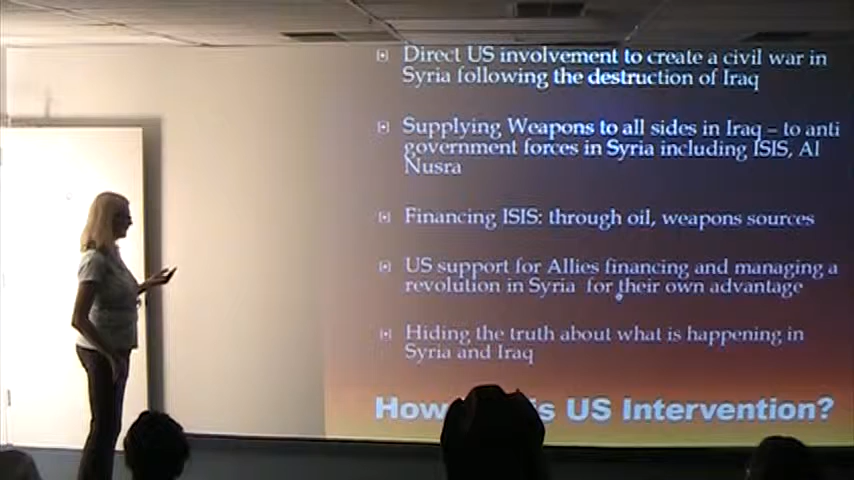 Direct US involvement to create a civil war in
Syria following the destruction of Iraq
Supplying Weapons to all sides in Iraq – to anti
government forces in Syria including ISIS, Al
Nusra
Financing ISIS: through oil, weapons sources
US support for Allies financing and managing a
revolution in Syria for their own advantage
Hiding the truth about what is happening in
Syria and Iraq
How is US Intervention?